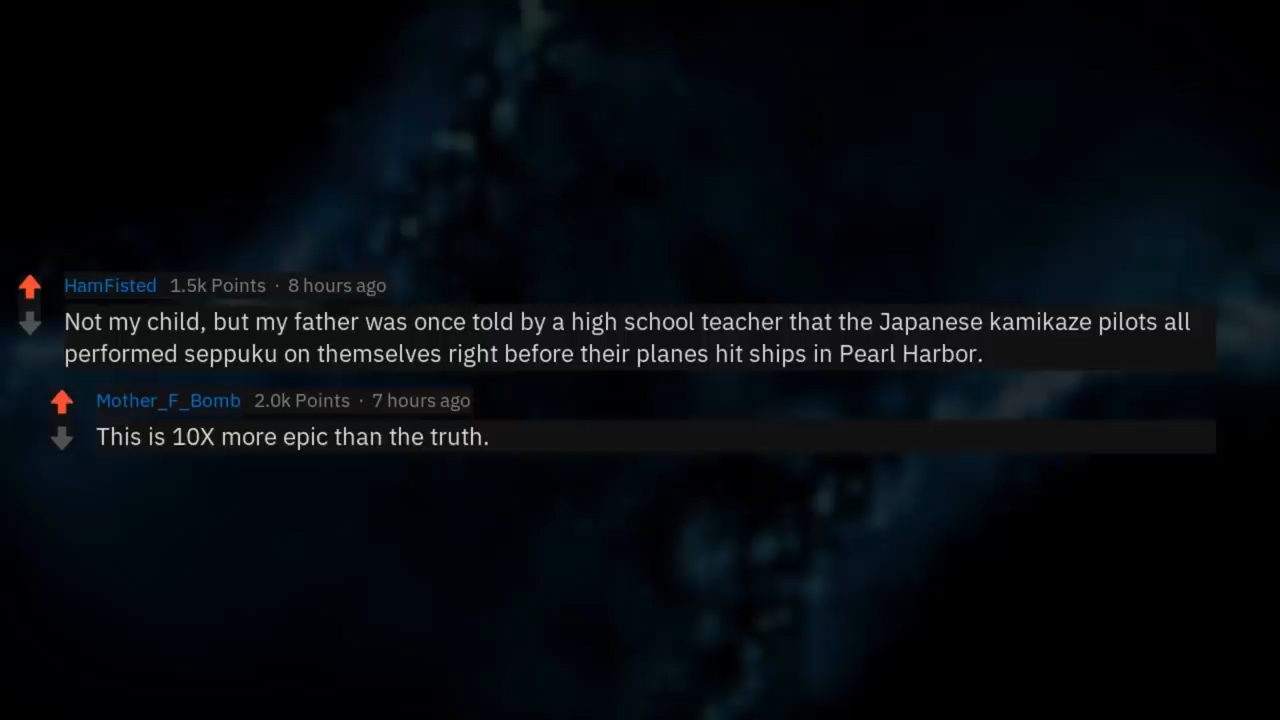 HamFisted 1.5k Points · 8 hours ago
Not my child, but my father was once told by a high school teacher that the Japanese kamikaze pilots all
performed seppuku on themselves right before their planes hit ships in Pearl Harbor.
Mother_F_Bomb 2.0k Points · 7 hours ago
This is 10X more epic than the truth.